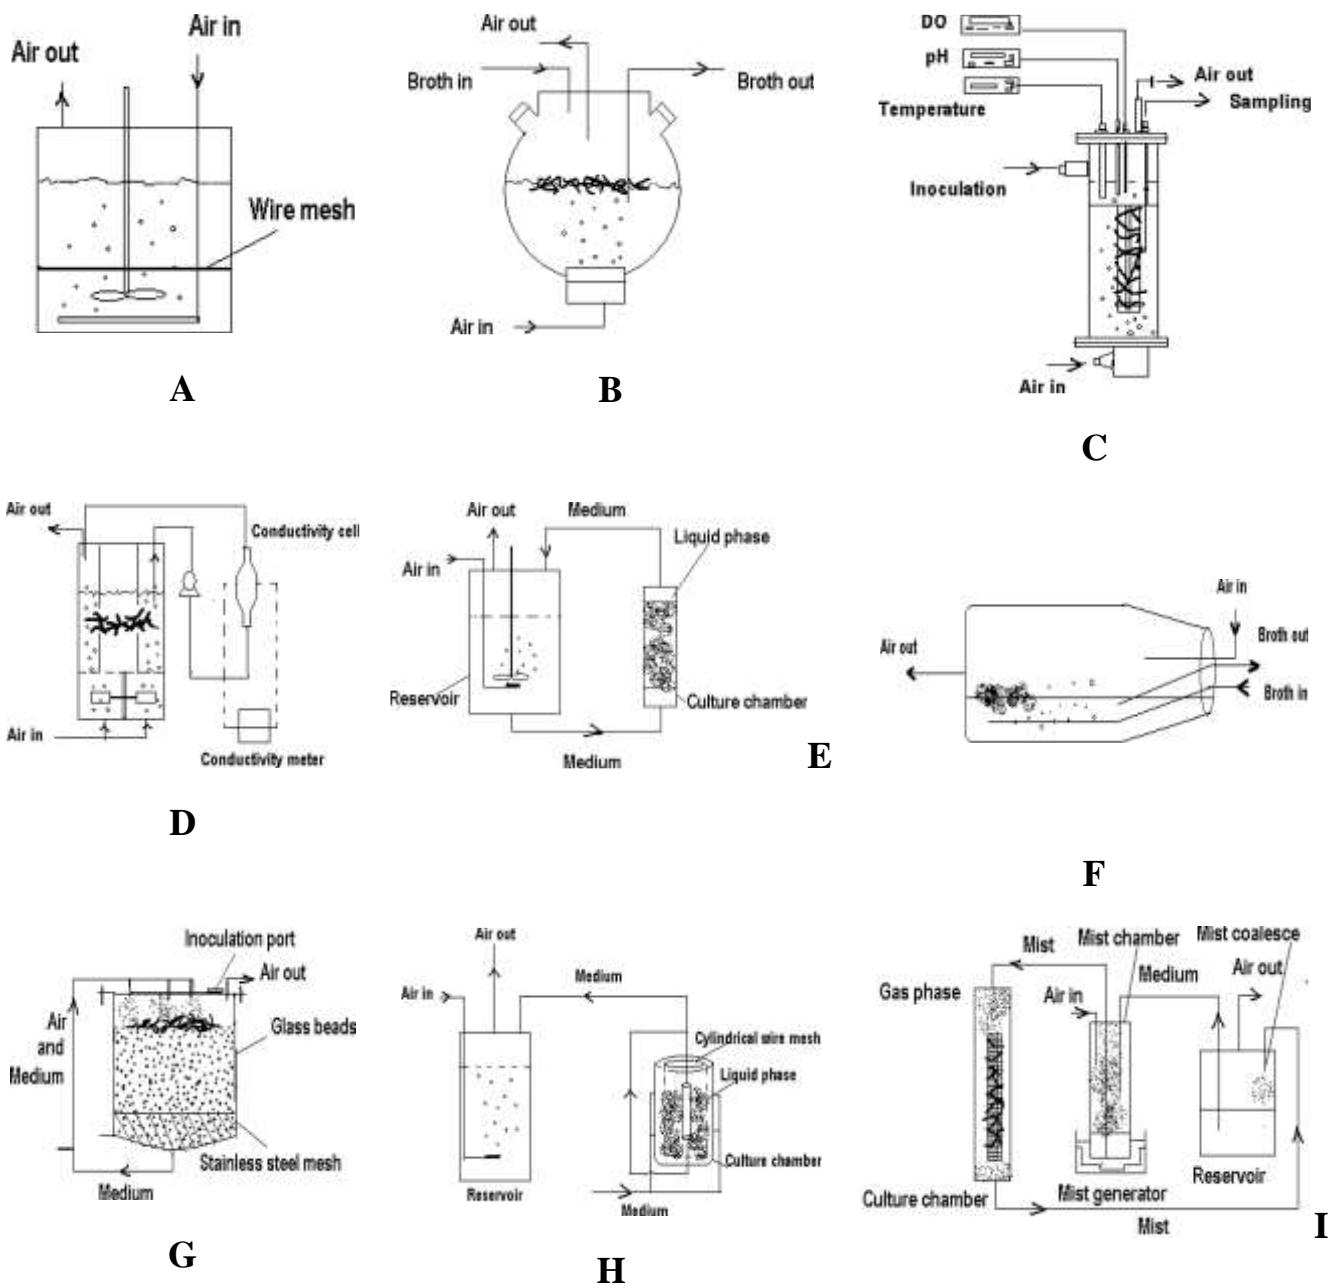 Air out
Air in
Wire mesh
A
Air out
Broth in
Broth out
Air in
B
DO
pH
Temperature
Air out
Sampling
Inoculation
Air in
C
Air out
Conductivity cell
Air in
Conductivity meter
D
Air out
Medium
Liquid phase
Air in
Reservoir
Culture chamber
Medium
E
Air in
Air out
Broth out
Broth in
F
Inoculation port
Air out
Glass beads
Air
and
Medium
Stainless steel mesh
Medium
G
Air out
Air in
Medium
Cylindrical wire mesh
Liquid phase
Culture chamber
Reservoir
Medium
H
Mist
Mist chamber
Mist coalesce
Medium
Air out
Gas phase
Air in
Culture chamber
Mist generator
Reservoir
Mist
I